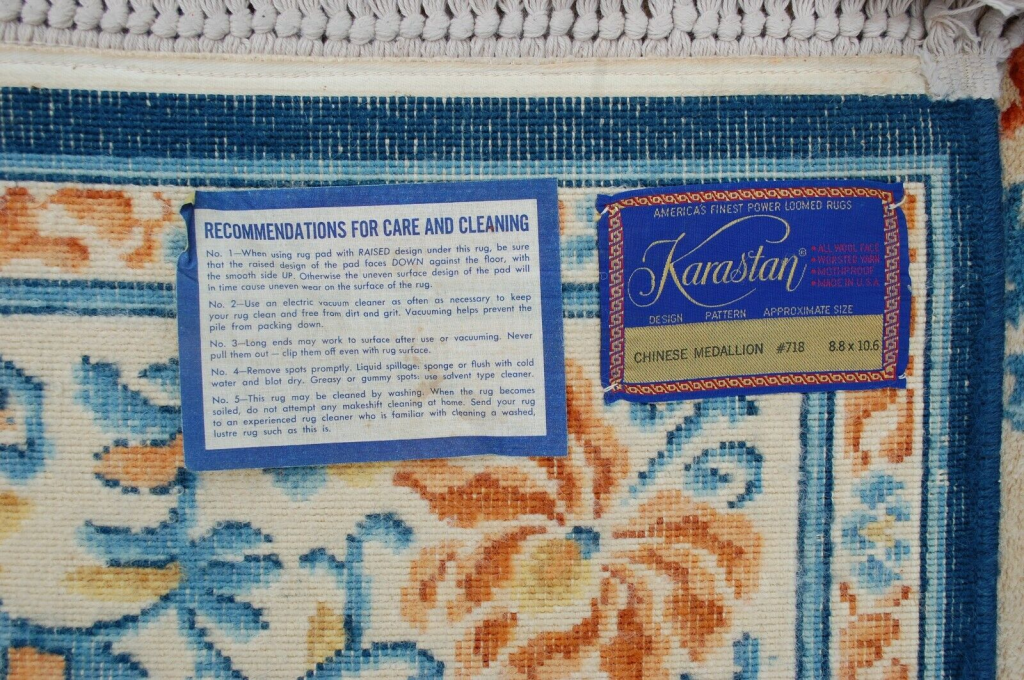 RECOMMENDATIONS FOR CARE AND CLEANING
No. 1—When using rug pad with RAISED design under this rug, be sure
that the raised design of the pad faces DOWN against the floor, with
the smooth side UP. Otherwise the uneven surface design of the pad will
in time cause uneven wear on the surface of the rug.
No. 2—Use an electric vacuum cleaner as often as necessary to keep
your rug clean and free from dirt and grit. Vacuuming helps prevent the
pile from packing down.
No. 3—Long ends may work to surface after use or vacuuming. Never
pull them out — clip them off even with rug surface.
No. 4—Remove spots promptly. Liquid spillage: sponge or flush with cold
water and blot dry. Greasy or gummy spots: use solvent type cleaner.
No. 5—This rug may be cleaned by washing. When the rug becomes
soiled, do not attempt any makeshift cleaning at home. Send your rug
to an experienced rug cleaner who is familiar with cleaning a washed,
lustre rug such as this is.
AMERICA'S FINEST POWER LOOMED RUGS
Karastan®
* ALL WOOL FACE
* WORSTED YARN
* MOTHPROOF
* MADE IN U.S.A.
DESIGN PATTERN APPROXIMATE SIZE
CHINESE MEDALLION #718 8.8 x 10.6